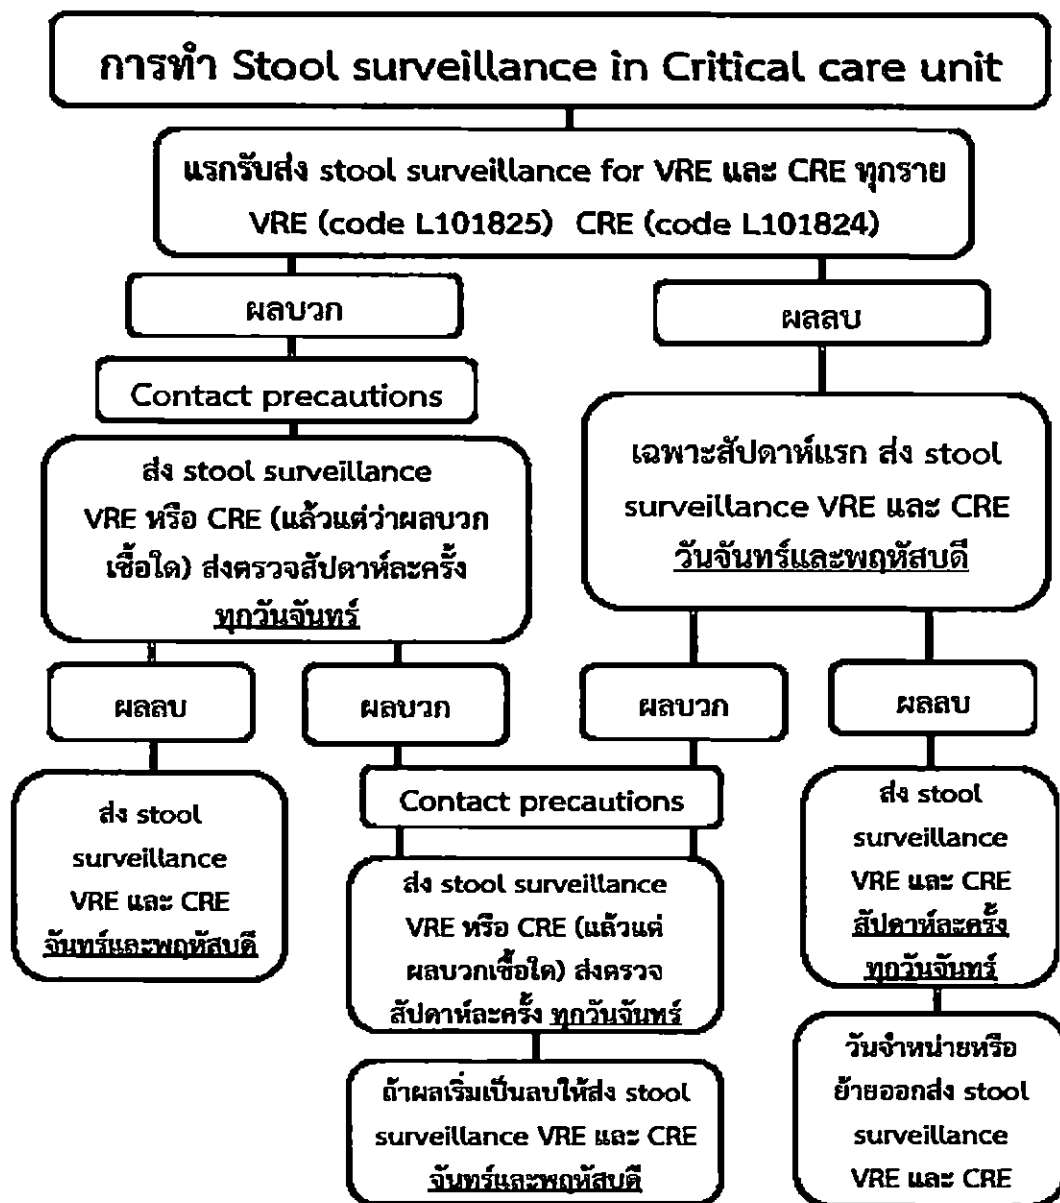 การทำ Stool surveillance in Critical care unit
แรกรับส่ง stool surveillance for VRE และ CRE ทุกราย
VRE (code L101825) CRE (code L101824)
ผลบวก
ผลลบ
Contact precautions
ส่ง stool surveillance
VRE หรือ CRE (แล้วแต่ว่าผลบวก
เชื้อใด) ส่งตรวจสัปดาห์ละครั้ง
ทุกวันจันทร์
เฉพาะสัปดาห์แรก ส่ง stool
surveillance VRE และ CRE
วันจันทร์และพฤหัสบดี
ผลลบ
ผลบวก
ผลบวก
ผลลบ
ส่ง stool
surveillance
VRE และ CRE
จันทร์และพฤหัสบดี
Contact precautions
ส่ง stool surveillance
VRE หรือ CRE (แล้วแต่
ผลบวกเชื้อใด) ส่งตรวจ
สัปดาห์ละครั้ง ทุกวันจันทร์
ถ้าผลเริ่มเป็นลบให้ส่ง stool
surveillance VRE และ CRE
จันทร์และพฤหัสบดี
ส่ง stool
surveillance
VRE และ CRE
สัปดาห์ละครั้ง
ทุกวันจันทร์
วันจำหน่ายหรือ
ย้ายออกส่ง stool
surveillance
VRE และ CRE